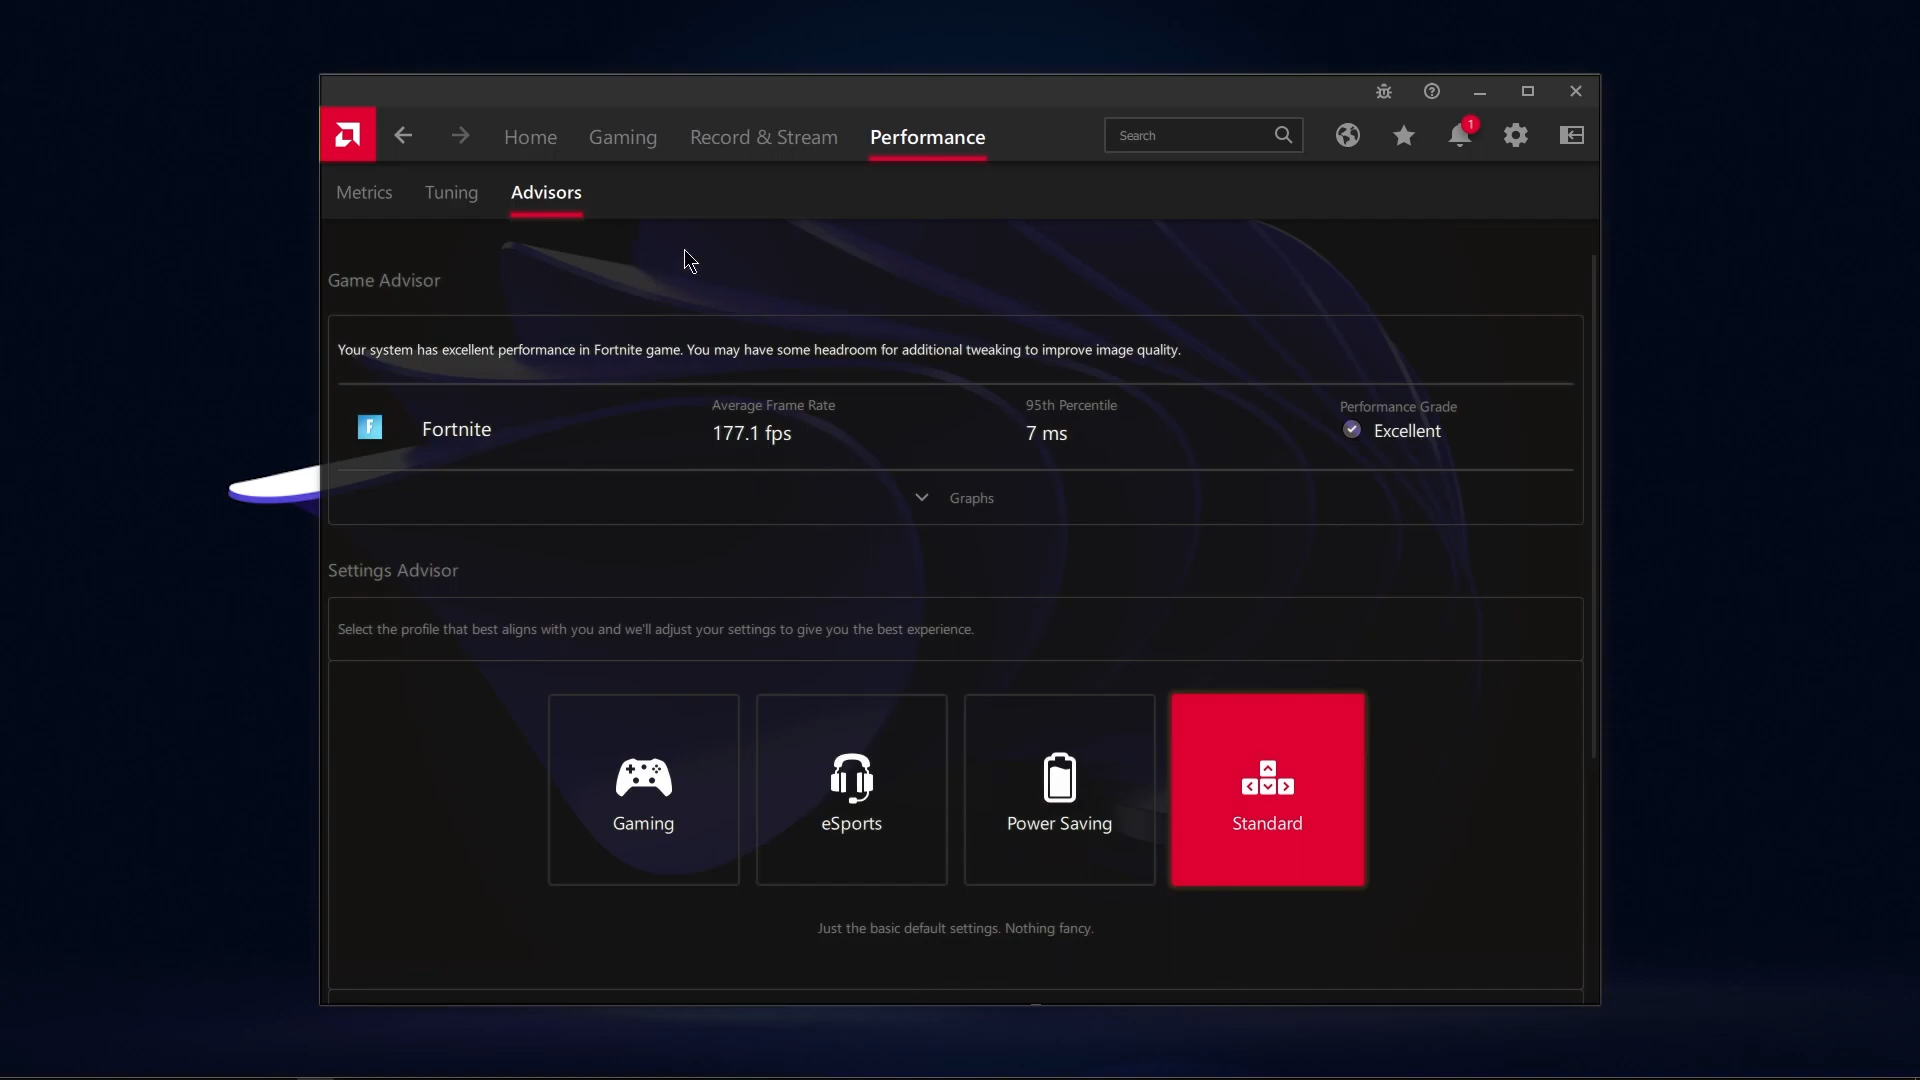 Home Gaming Record & Stream Performance Search 1
Metrics Tuning Advisors
Game Advisor
Your system has excellent performance in Fortnite game. You may have some headroom for additional tweaking to improve image quality.
Average Frame Rate 95th Percentile Performance Grade
F Fortnite 177.1 fps 7 ms Excellent
Graphs
Settings Advisor
Select the profile that best aligns with you and we'll adjust your settings to give you the best experience.
Gaming eSports Power Saving Standard
Just the basic default settings. Nothing fancy.